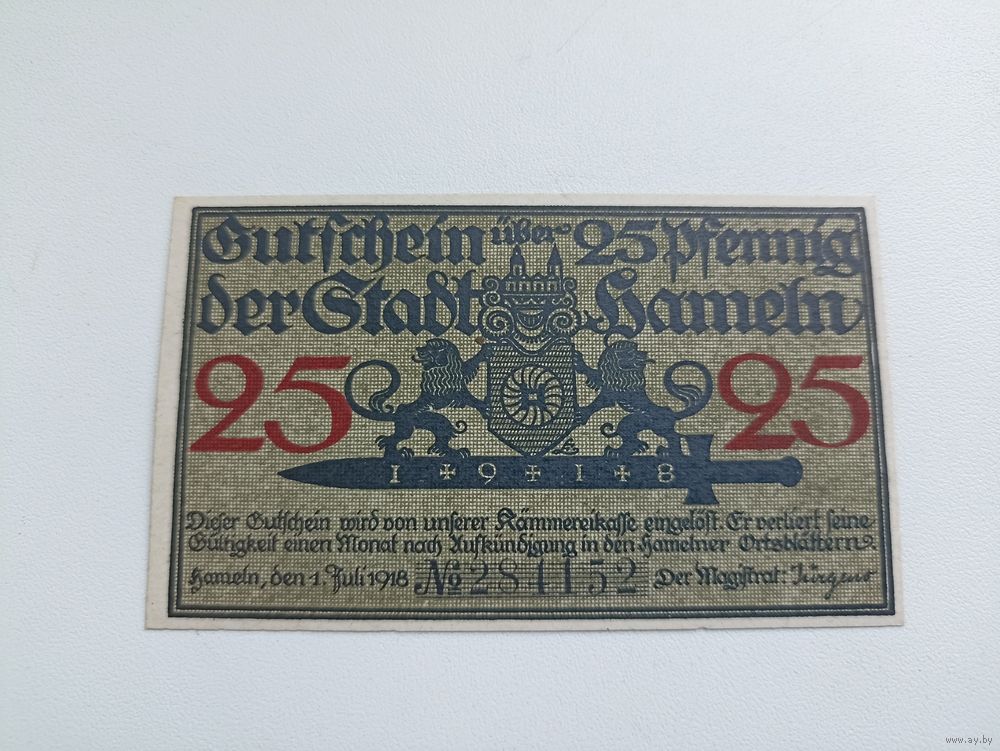 Gutschein über 25 Pfennig
der Stadt Hameln
25 25
1+9+1+8
Dieser Gutschein wird von unserer Kämmereikasse eingelöst. Er verliert seine
Gültigkeit einen Monat nach Aufkündigung in den Hamelner Ortsblättern.
Hameln, den 1. Juli 1918 No 284152 Der Magistrat: Jürgens
www.ay.by